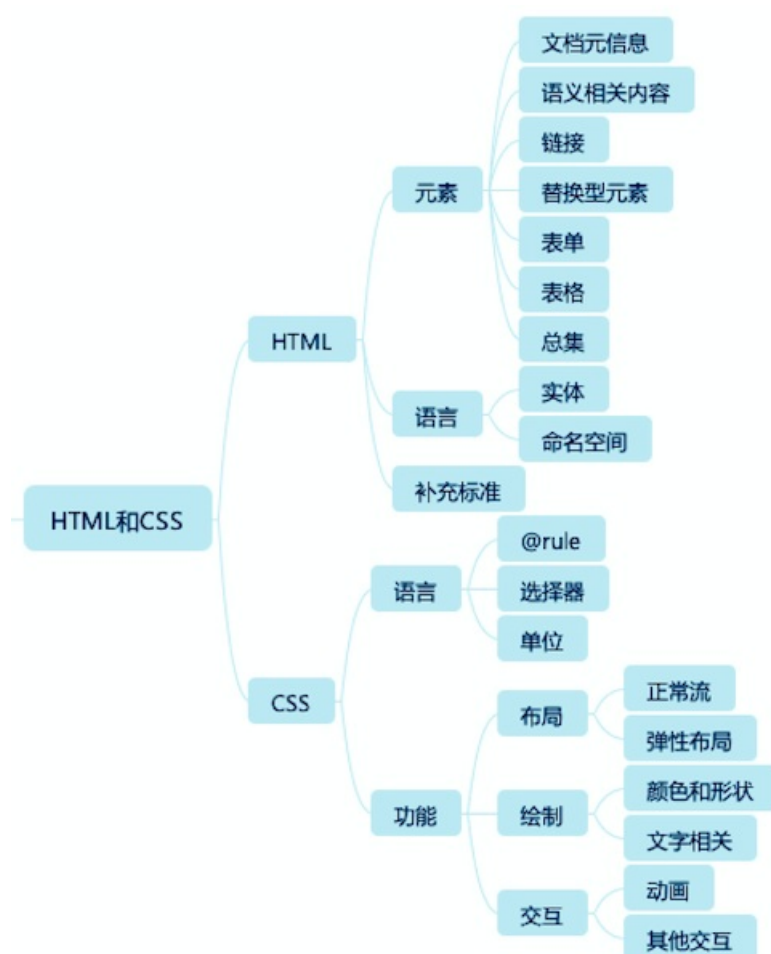 HTML和CSS
HTML
元素
文档元信息
语义相关内容
链接
替换型元素
表单
表格
总集
语言
实体
命名空间
补充标准
CSS
语言
@rule
选择器
单位
功能
布局
正常流
弹性布局
绘制
颜色和形状
文字相关
交互
动画
其他交互